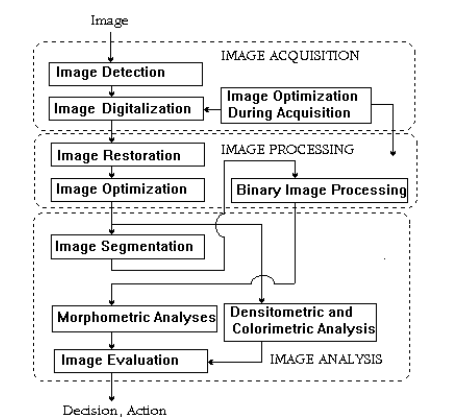 Image
IMAGE ACQUISITION
Image Detection
Image Digitalization
Image Optimization
During Acquisition
IMAGE PROCESSING
Image Restoration
Image Optimization
Binary Image Processing
Image Segmentation
Morphometric Analyses
Densitometric and
Colorimetric Analysis
Image Evaluation
IMAGE ANALYSIS
Decision, Action